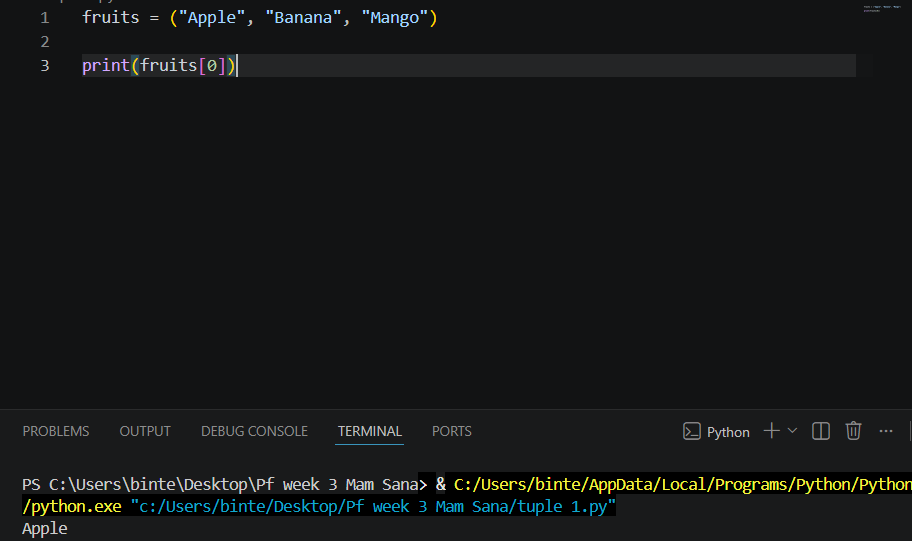 1 fruits = ("Apple", "Banana", "Mango")
2
3 print(fruits[0])
PROBLEMS OUTPUT DEBUG CONSOLE TERMINAL PORTS Python
PS C:\Users\binte\Desktop\Pf week 3 Mam Sana> & C:/Users/binte/AppData/Local/Programs/Python/Python
/python.exe "c:/Users/binte/Desktop/Pf week 3 Mam Sana/tuple 1.py"
Apple